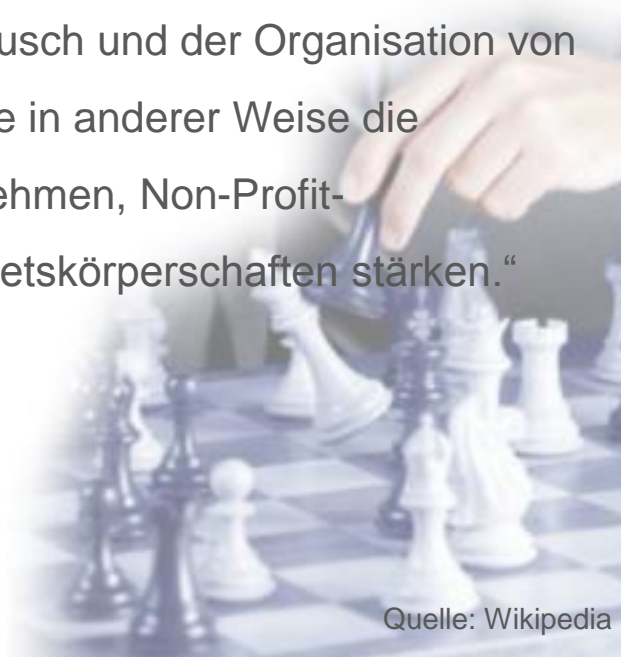 usch und der Organisation von
e in anderer Weise die
ehmen, Non-Profit-
etskörperschaften stärken.“
Quelle: Wikipedia